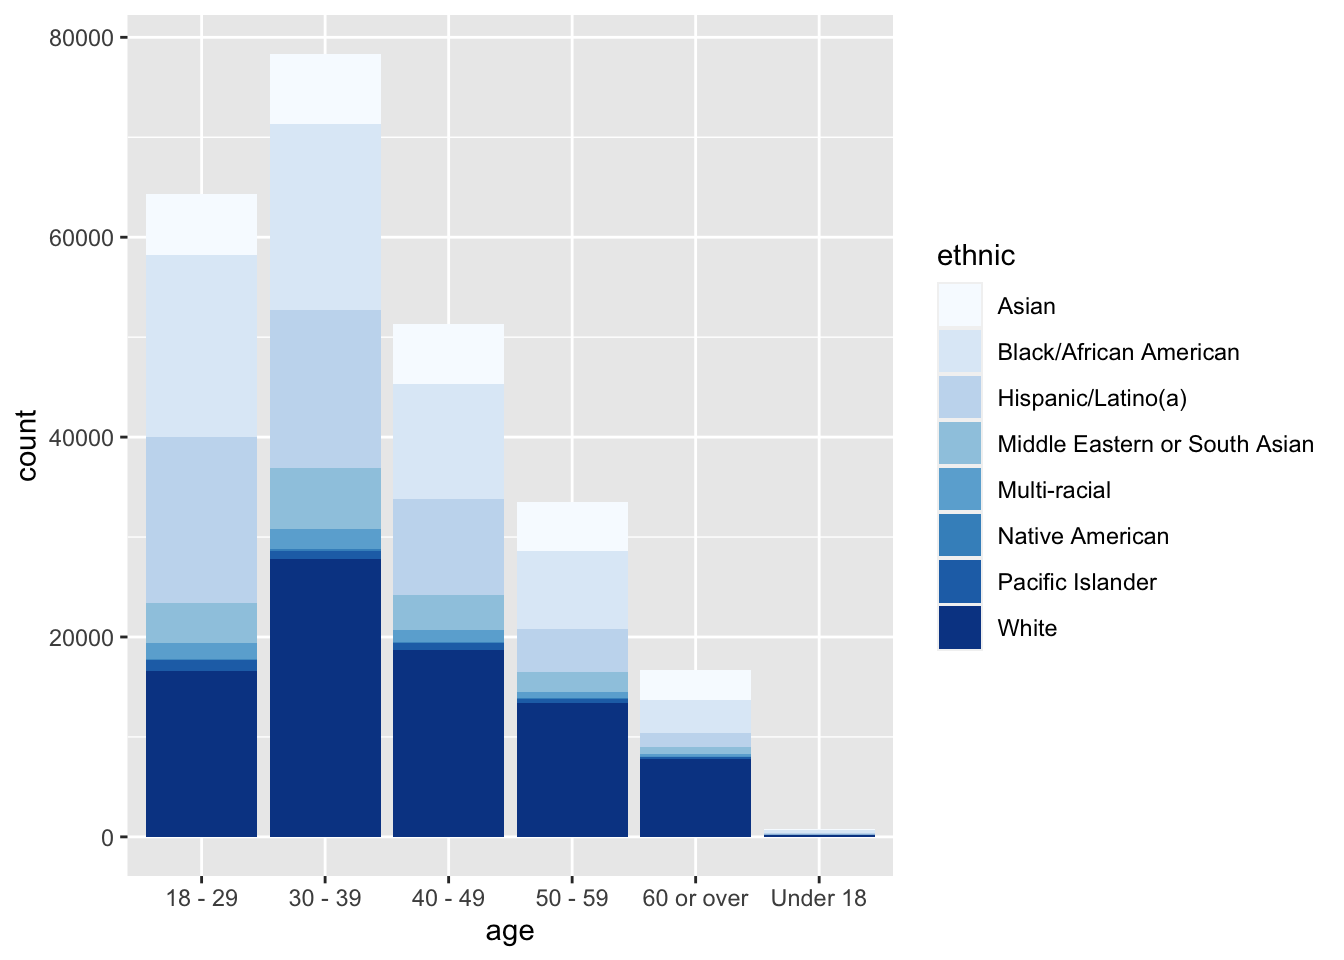 80000
60000
40000
20000
0
count
18 - 29
30 - 39
40 - 49
50 - 59
60 or over
Under 18
age
ethnic
Asian
Black/African American
Hispanic/Latino(a)
Middle Eastern or South Asian
Multi-racial
Native American
Pacific Islander
White